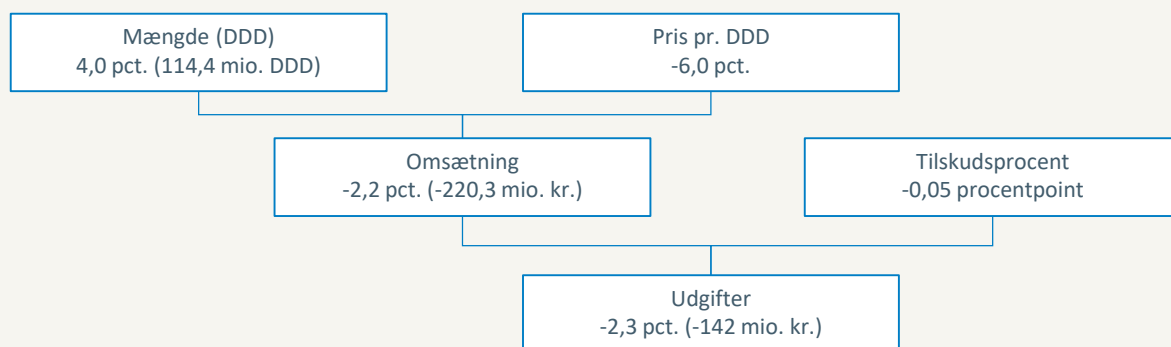 Mængde (DDD)
4,0 pct. (114,4 mio. DDD)
Pris pr. DDD
-6,0 pct.
Omsætning
-2,2 pct. (-220,3 mio. kr.)
Tilskudsprocent
-0,05 procentpoint
Udgifter
-2,3 pct. (-142 mio. kr.)